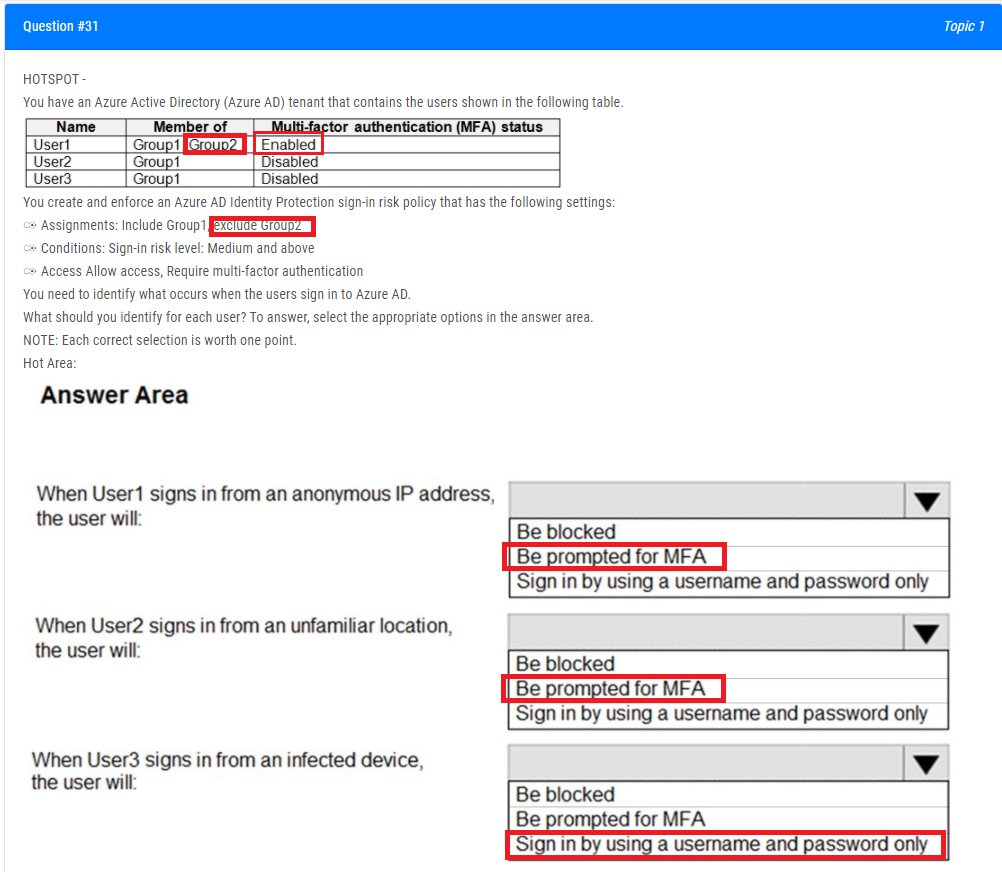 Question #31 Topic 1
HOTSPOT -
You have an Azure Active Directory (Azure AD) tenant that contains the users shown in the following table.
Name Member of Multi-factor authentication (MFA) status
User1 Group1, Group2 Enabled
User2 Group1 Disabled
User3 Group1 Disabled
You create and enforce an Azure AD Identity Protection sign-in risk policy that has the following settings:
Assignments: Include Group1, exclude Group2
Conditions: Sign-in risk level: Medium and above
Access Allow access, Require multi-factor authentication
You need to identify what occurs when the users sign in to Azure AD.
What should you identify for each user? To answer, select the appropriate options in the answer area.
NOTE: Each correct selection is worth one point.
Hot Area:
Answer Area
When User1 signs in from an anonymous IP address,
the user will:
Be blocked
Be prompted for MFA
Sign in by using a username and password only
When User2 signs in from an unfamiliar location,
the user will:
Be blocked
Be prompted for MFA
Sign in by using a username and password only
When User3 signs in from an infected device,
the user will:
Be blocked
Be prompted for MFA
Sign in by using a username and password only